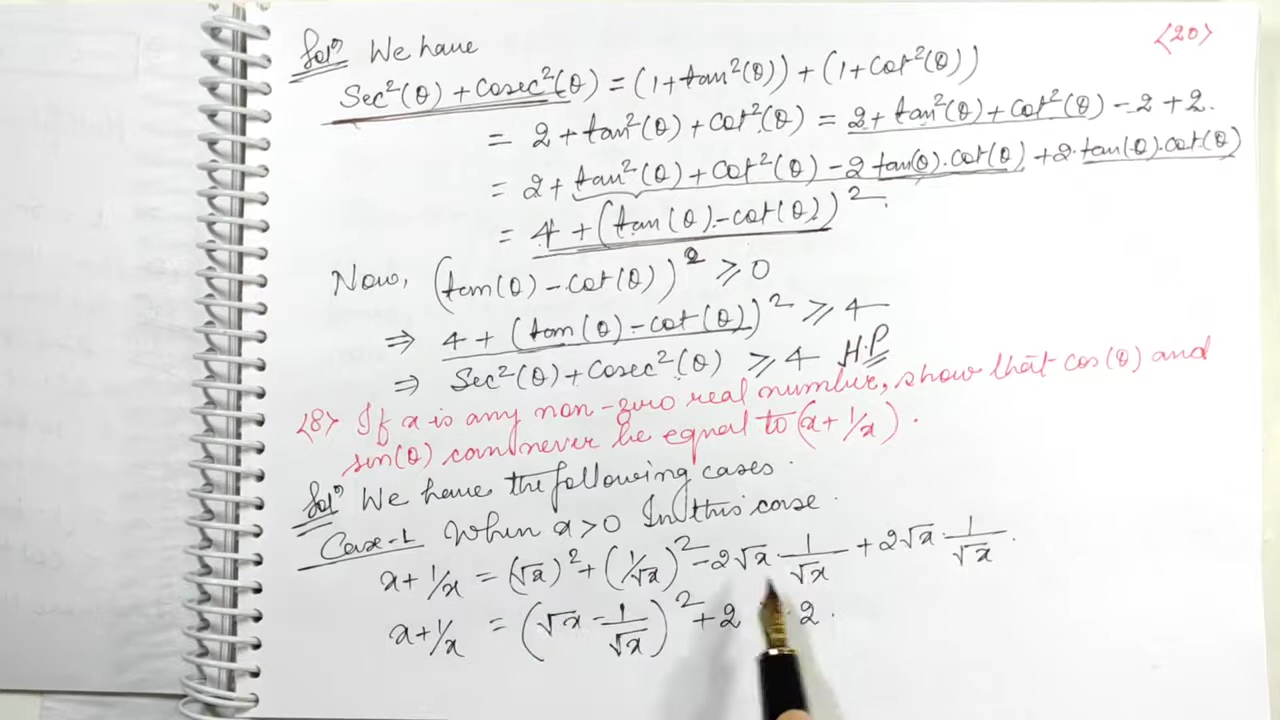 <20>
Solⁿ We have
Sec²(θ) + Cosec²(θ) = (1+tan²(θ)) + (1+Cot²(θ))
= 2 + tan²(θ) + Cot²(θ) = 2 + tan²(θ) + Cot²(θ) - 2 + 2.
= 2 + tan²(θ) + Cot²(θ) - 2 tan(θ).Cot(θ) + 2.tan(θ).Cot(θ)
= 4 + (tan(θ) - cot(θ))².
Now, (tan(θ) - Cot(θ))² ⩾ 0
⇒ 4 + (tan(θ) - cot(θ))² ⩾ 4
⇒ Sec²(θ) + Cosec²(θ) ⩾ 4 H.P
<8> If x is any non-zero real number, show that cos(θ) and
sin(θ) can never be equal to (x + 1/x).
Solⁿ We have the following cases.
Case-1 When x > 0 In this case.
x + 1/x = (√x)² + (1/√x)² - 2√x · 1/√x + 2√x · 1/√x.
x + 1/x = (√x - 1/√x)² + 2 2.